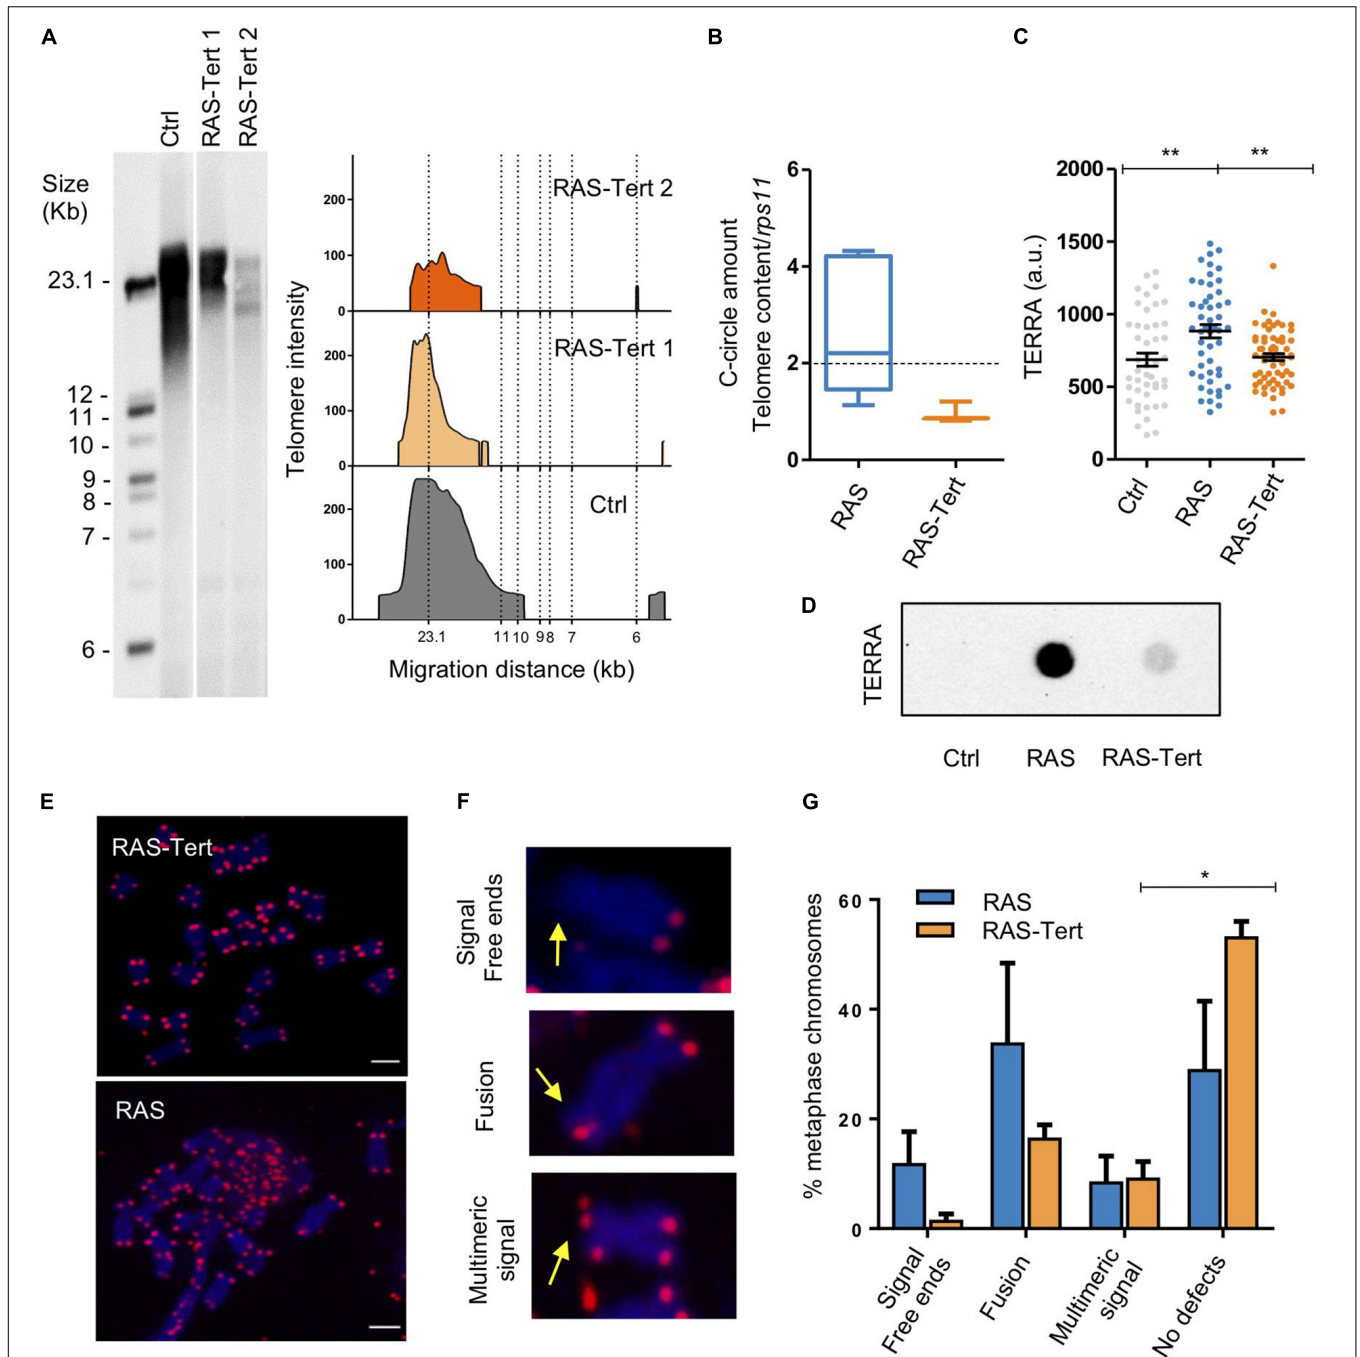 A
Ctrl
RAS-Tert 1
RAS-Tert 2
Size
(Kb)
23.1 -
12 -
11 -
10 -
9 -
8 -
7 -
6 -
Telomere intensity
200
100
0
RAS-Tert 2
200
100
0
RAS-Tert 1
200
100
0
Ctrl
23.1 11 10 9 8 7 6
Migration distance (kb)
B
C-circle amount
Telomere content/rps11
6
4
2
0
RAS
RAS-Tert
C
** **
TERRA (a.u.)
2000
1500
1000
500
0
Ctrl
RAS
RAS-Tert
D
TERRA
Ctrl RAS RAS-Tert
E
RAS-Tert
RAS
F
Signal
Free ends
Fusion
Multimeric
signal
G
*
RAS
RAS-Tert
% metaphase chromosomes
60
40
20
0
Signal
Free ends
Fusion
Multimeric
signal
No defects